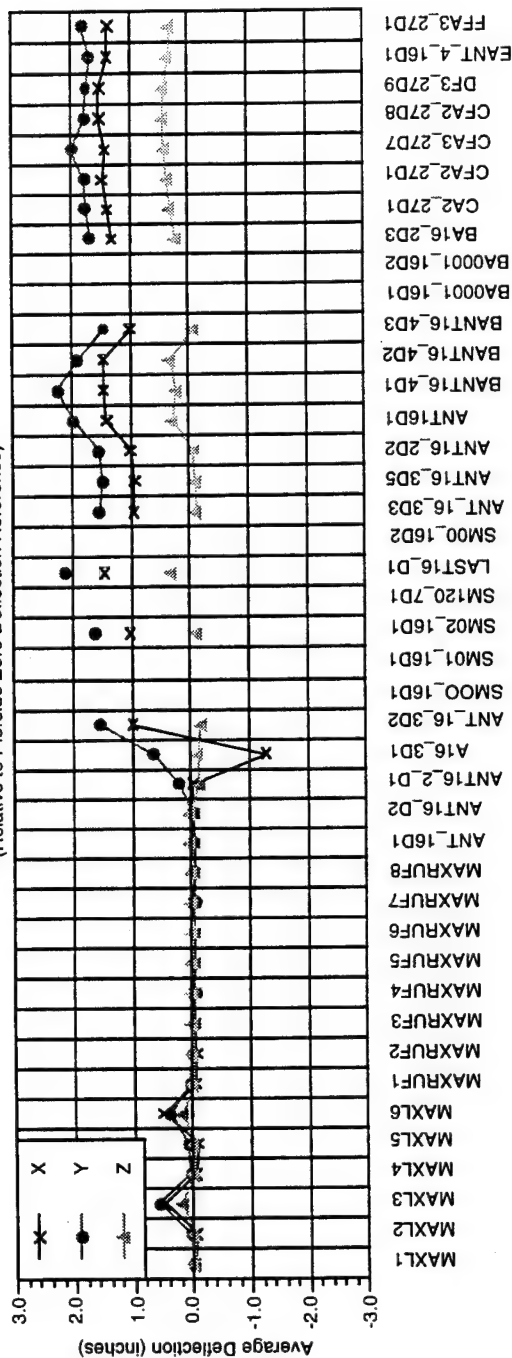 (Relative to
X
Y
Z
Average Deflection (inches)
3.0
2.0
1.0
0.0
-1.0
-2.0
-3.0
MAXL1
MAXL2
MAXL3
MAXL4
MAXL5
MAXL6
MAXRUF1
MAXRUF2
MAXRUF3
MAXRUF4
MAXRUF5
MAXRUF6
MAXRUF7
MAXRUF8
ANT_16D1
ANT16_D2
ANT16_2_D1
A16_3D1
ANT_16_3D2
SMOO_16D1
SM01_16D1
SM02_16D1
SM120_7D1
LAST16_D1
SM00_16D2
ANT_16_3D3
ANT16_3D5
ANT16_2D2
ANT16D1
BANT16_4D1
BANT16_4D2
BANT16_4D3
BA0001_16D1
BA0001_16D2
BA16_2D3
CA2_27D1
CFA2_27D1
CFA3_27D7
CFA2_27D8
DF3_27D9
EANT_4_16D1
FFA3_27D1